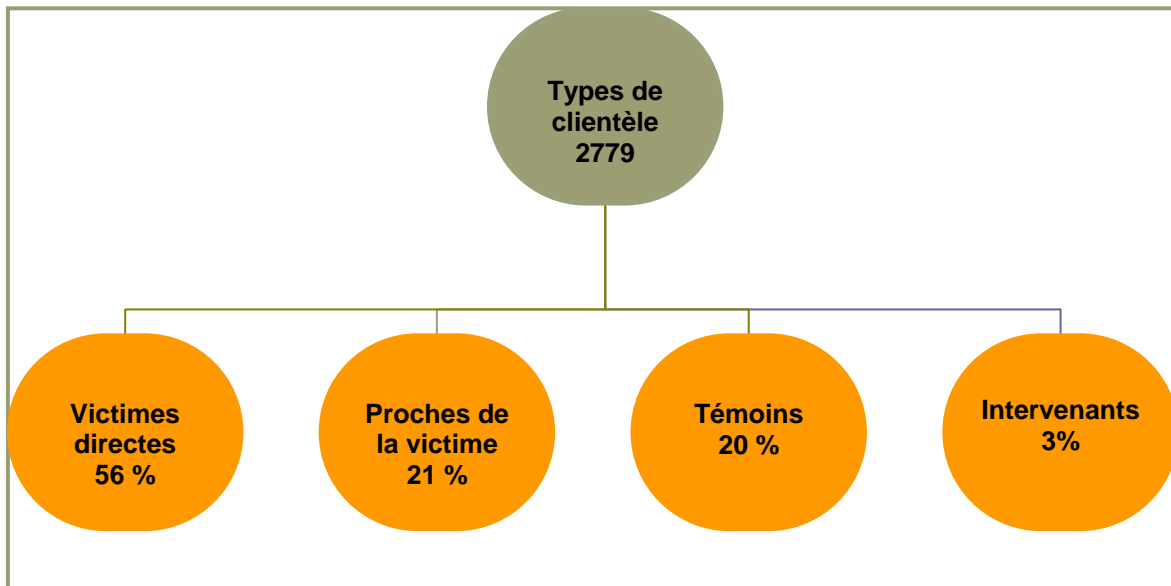 Types de
clientèle
2779
Victimes
directes
56 %
Proches de
la victime
21 %
Témoins
20 %
Intervenants
3%